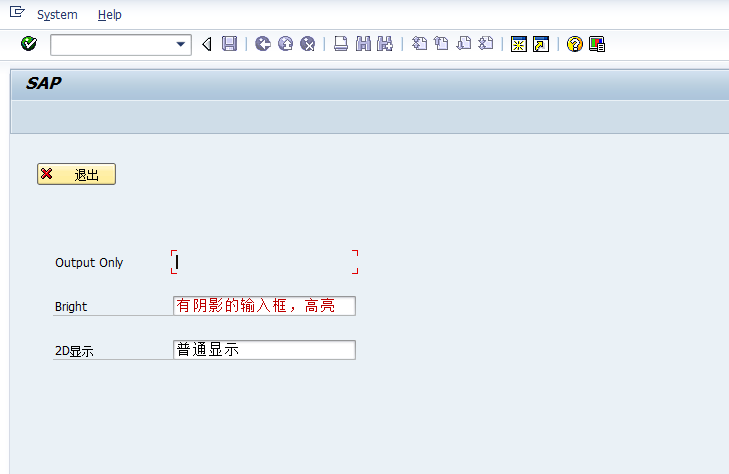 System Help
SAP
退出
Output Only
Bright 有阴影的输入框，高亮
2D显示 普通显示